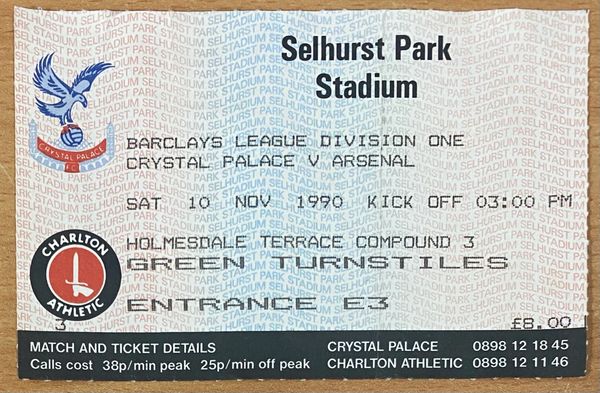 Selhurst Park
Stadium
CRYSTAL PALACE
F.C.
BARCLAYS LEAGUE DIVISION ONE
CRYSTAL PALACE V ARSENAL
SAT 10 NOV 1990 KICK OFF 03:00 PM
HOLMESDALE TERRACE COMPOUND 3
GREEN TURNSTILES
CHARLTON
ATHLETIC
ENTRANCE E3
3
£8.00
MATCH AND TICKET DETAILS
Calls cost 38p/min peak 25p/min off peak
CRYSTAL PALACE 0898 12 18 45
CHARLTON ATHLETIC 0898 12 11 46